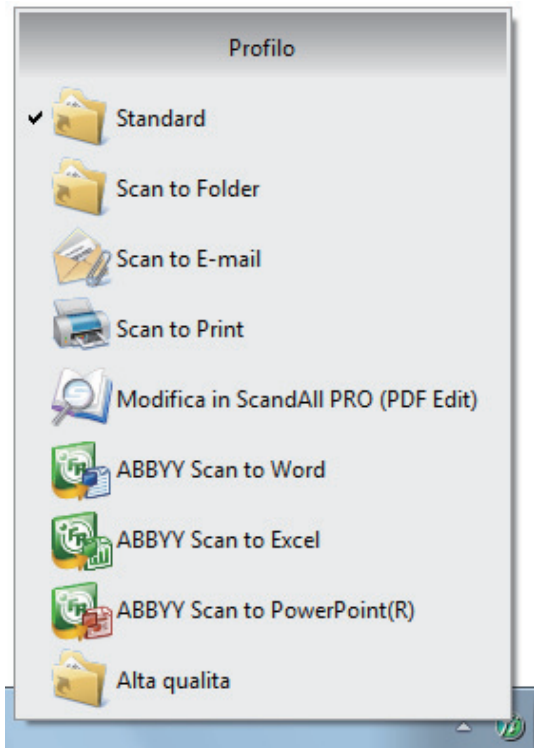 Profilo
Standard
Scan to Folder
Scan to E-mail
Scan to Print
Modifica in ScandAll PRO (PDF Edit)
ABBYY Scan to Word
ABBYY Scan to Excel
ABBYY Scan to PowerPoint(R)
Alta qualita